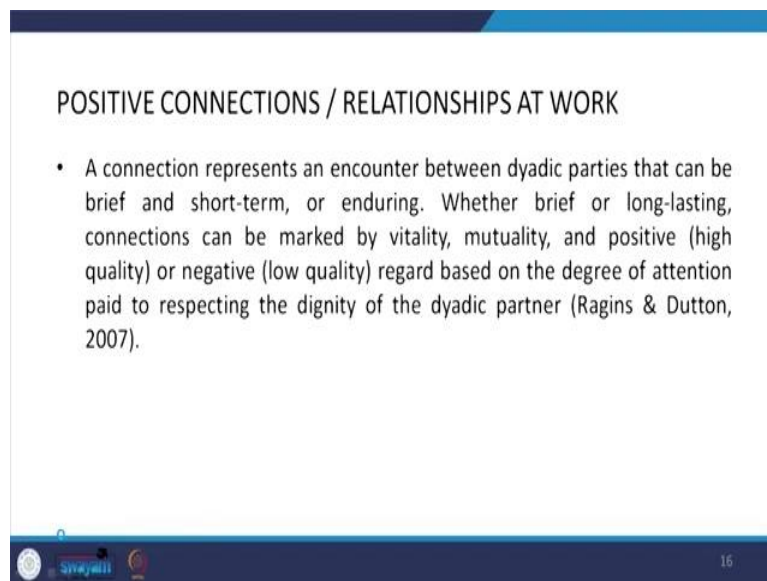 POSITIVE CONNECTIONS / RELATIONSHIPS AT WORK
• A connection represents an encounter between dyadic parties that can be
brief and short-term, or enduring. Whether brief or long-lasting,
connections can be marked by vitality, mutuality, and positive (high
quality) or negative (low quality) regard based on the degree of attention
paid to respecting the dignity of the dyadic partner (Ragins & Dutton,
2007).
swayam
16